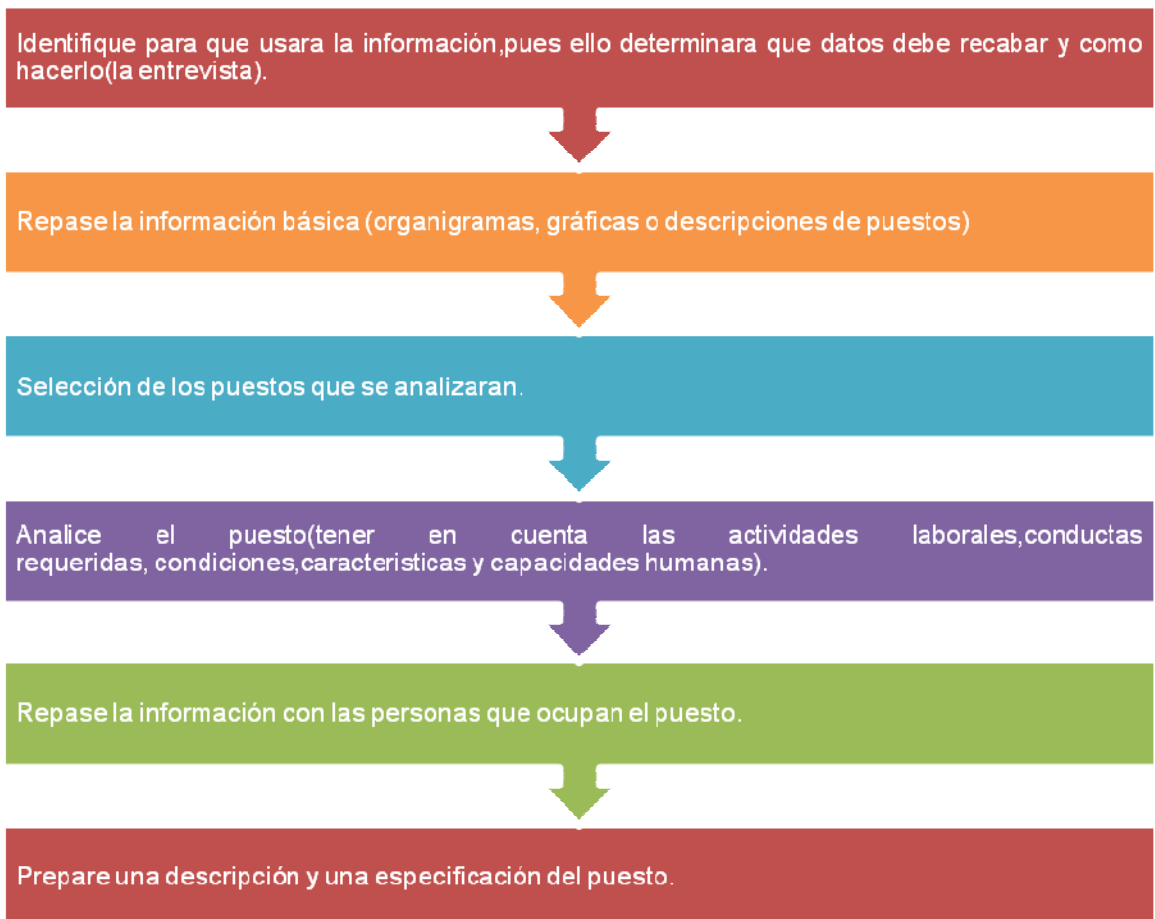 Identifique para que usara la información,pues ello determinara que datos debe recabar y como
hacerlo(la entrevista).
Repase la información básica (organigramas, gráficas o descripciones de puestos)
Selección de los puestos que se analizaran.
Analice el puesto(tener en cuenta las actividades laborales,conductas
requeridas, condiciones,caracteristicas y capacidades humanas).
Repase la información con las personas que ocupan el puesto.
Prepare una descripción y una especificación del puesto.